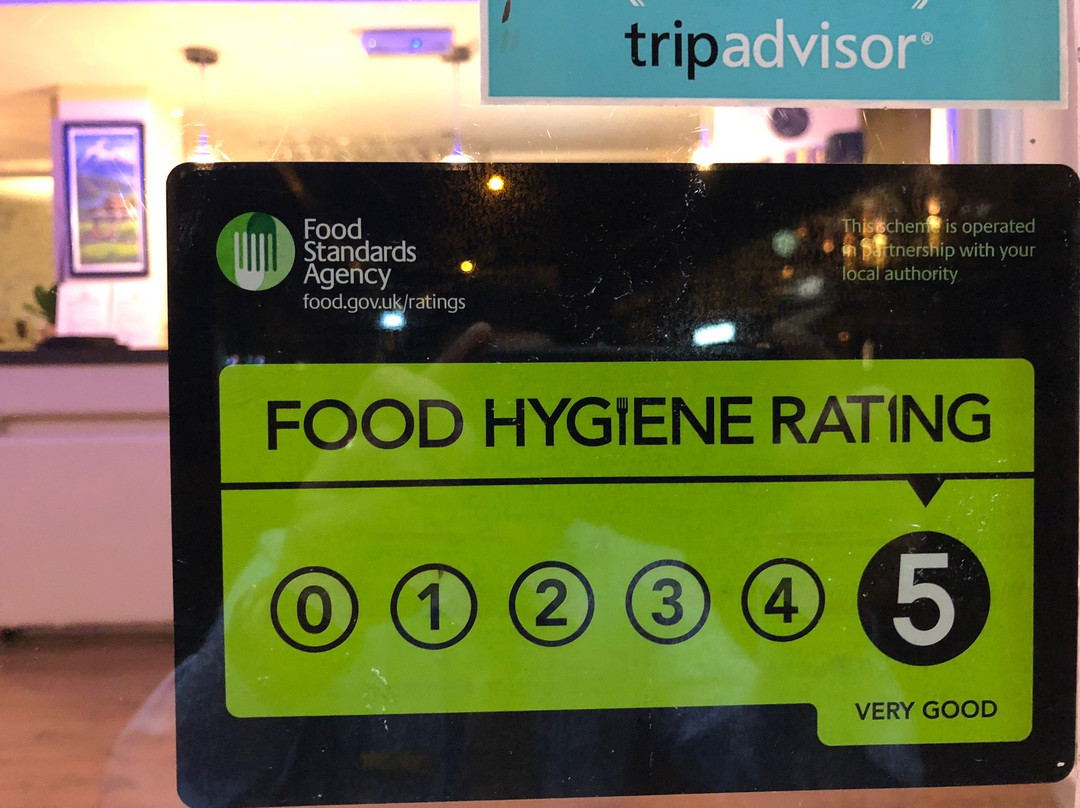 tripadvisor®
Food
Standards
Agency
food.gov.uk/ratings
This scheme is operated
in partnership with your
local authority
FOOD HYGIENE RATING
0 1 2 3 4 5
VERY GOOD